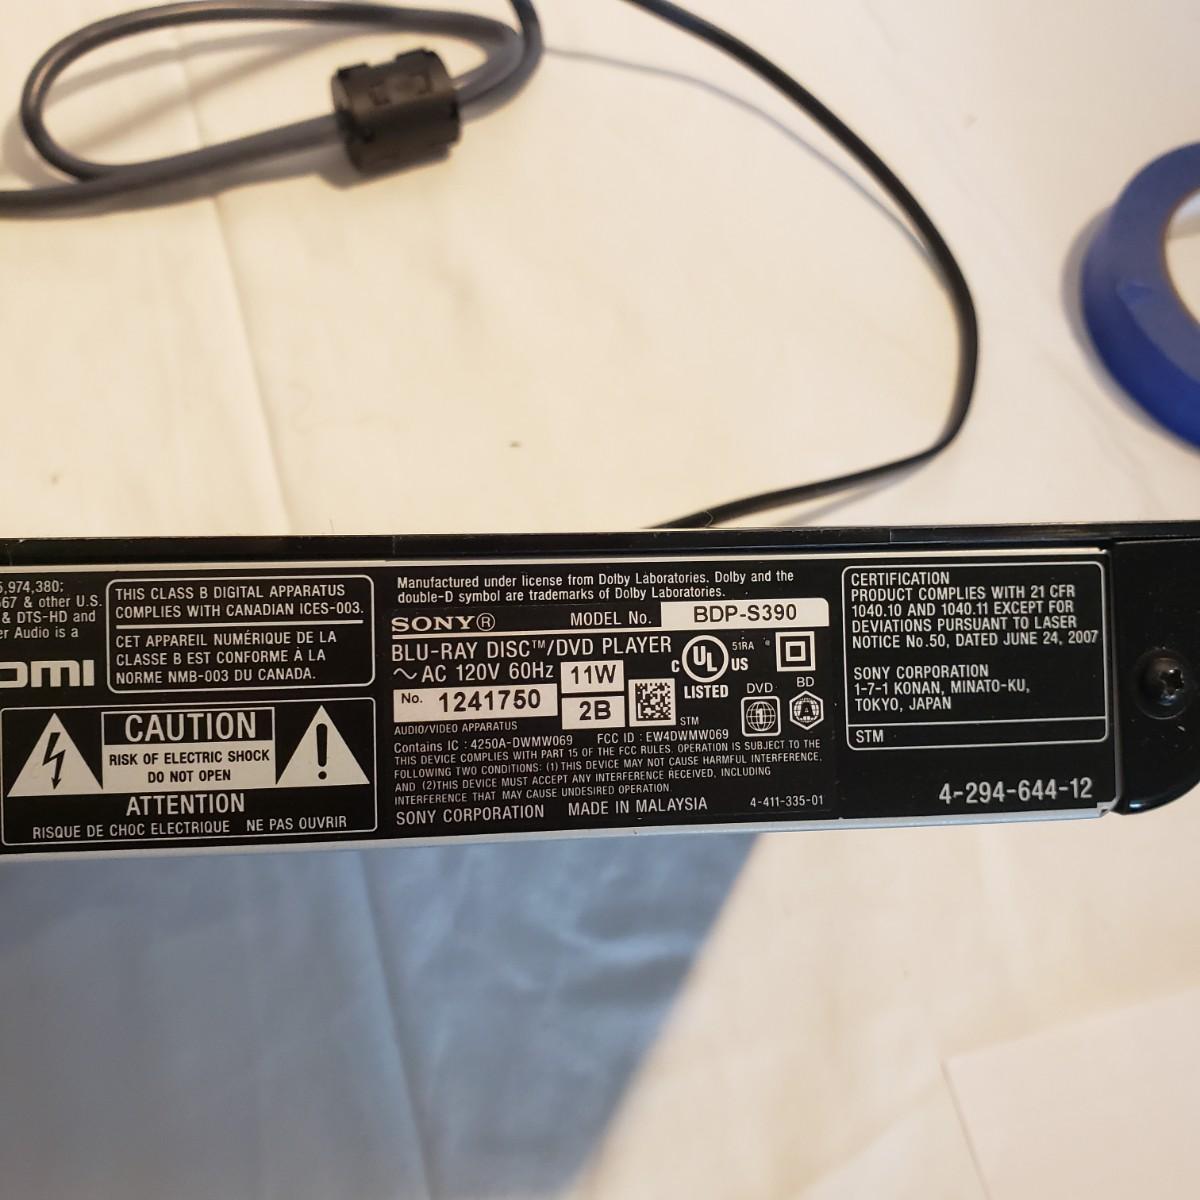 5,974,380;
67 & other U.S.
& DTS-HD and
er Audio is a
THIS CLASS B DIGITAL APPARATUS
COMPLIES WITH CANADIAN ICES-003.
CET APPAREIL NUMÉRIQUE DE LA
CLASSE B EST CONFORME À LA
NORME NMB-003 DU CANADA.
CAUTION
RISK OF ELECTRIC SHOCK
DO NOT OPEN
ATTENTION
RISQUE DE CHOC ELECTRIQUE NE PAS OUVRIR
Manufactured under license from Dolby Laboratories. Dolby and the
double-D symbol are trademarks of Dolby Laboratories.
SONY® MODEL No. BDP-S390
BLU-RAY DISC™/DVD PLAYER
~ AC 120V 60Hz 11W
No. 1241750 2B
C UL US 51RA
LISTED
DVD BD
A
STM
AUDIO/VIDEO APPARATUS
Contains IC : 4250A-DWMW069 FCC ID : EW4DWMW069
THIS DEVICE COMPLIES WITH PART 15 OF THE FCC RULES. OPERATION IS SUBJECT TO THE
FOLLOWING TWO CONDITIONS: (1) THIS DEVICE MAY NOT CAUSE HARMFUL INTERFERENCE,
AND (2)THIS DEVICE MUST ACCEPT ANY INTERFERENCE RECEIVED, INCLUDING
INTERFERENCE THAT MAY CAUSE UNDESIRED OPERATION.
SONY CORPORATION MADE IN MALAYSIA 4-411-335-01
CERTIFICATION
PRODUCT COMPLIES WITH 21 CFR
1040.10 AND 1040.11 EXCEPT FOR
DEVIATIONS PURSUANT TO LASER
NOTICE No.50, DATED JUNE 24, 2007
SONY CORPORATION
1-7-1 KONAN, MINATO-KU,
TOKYO, JAPAN
STM
4-294-644-12